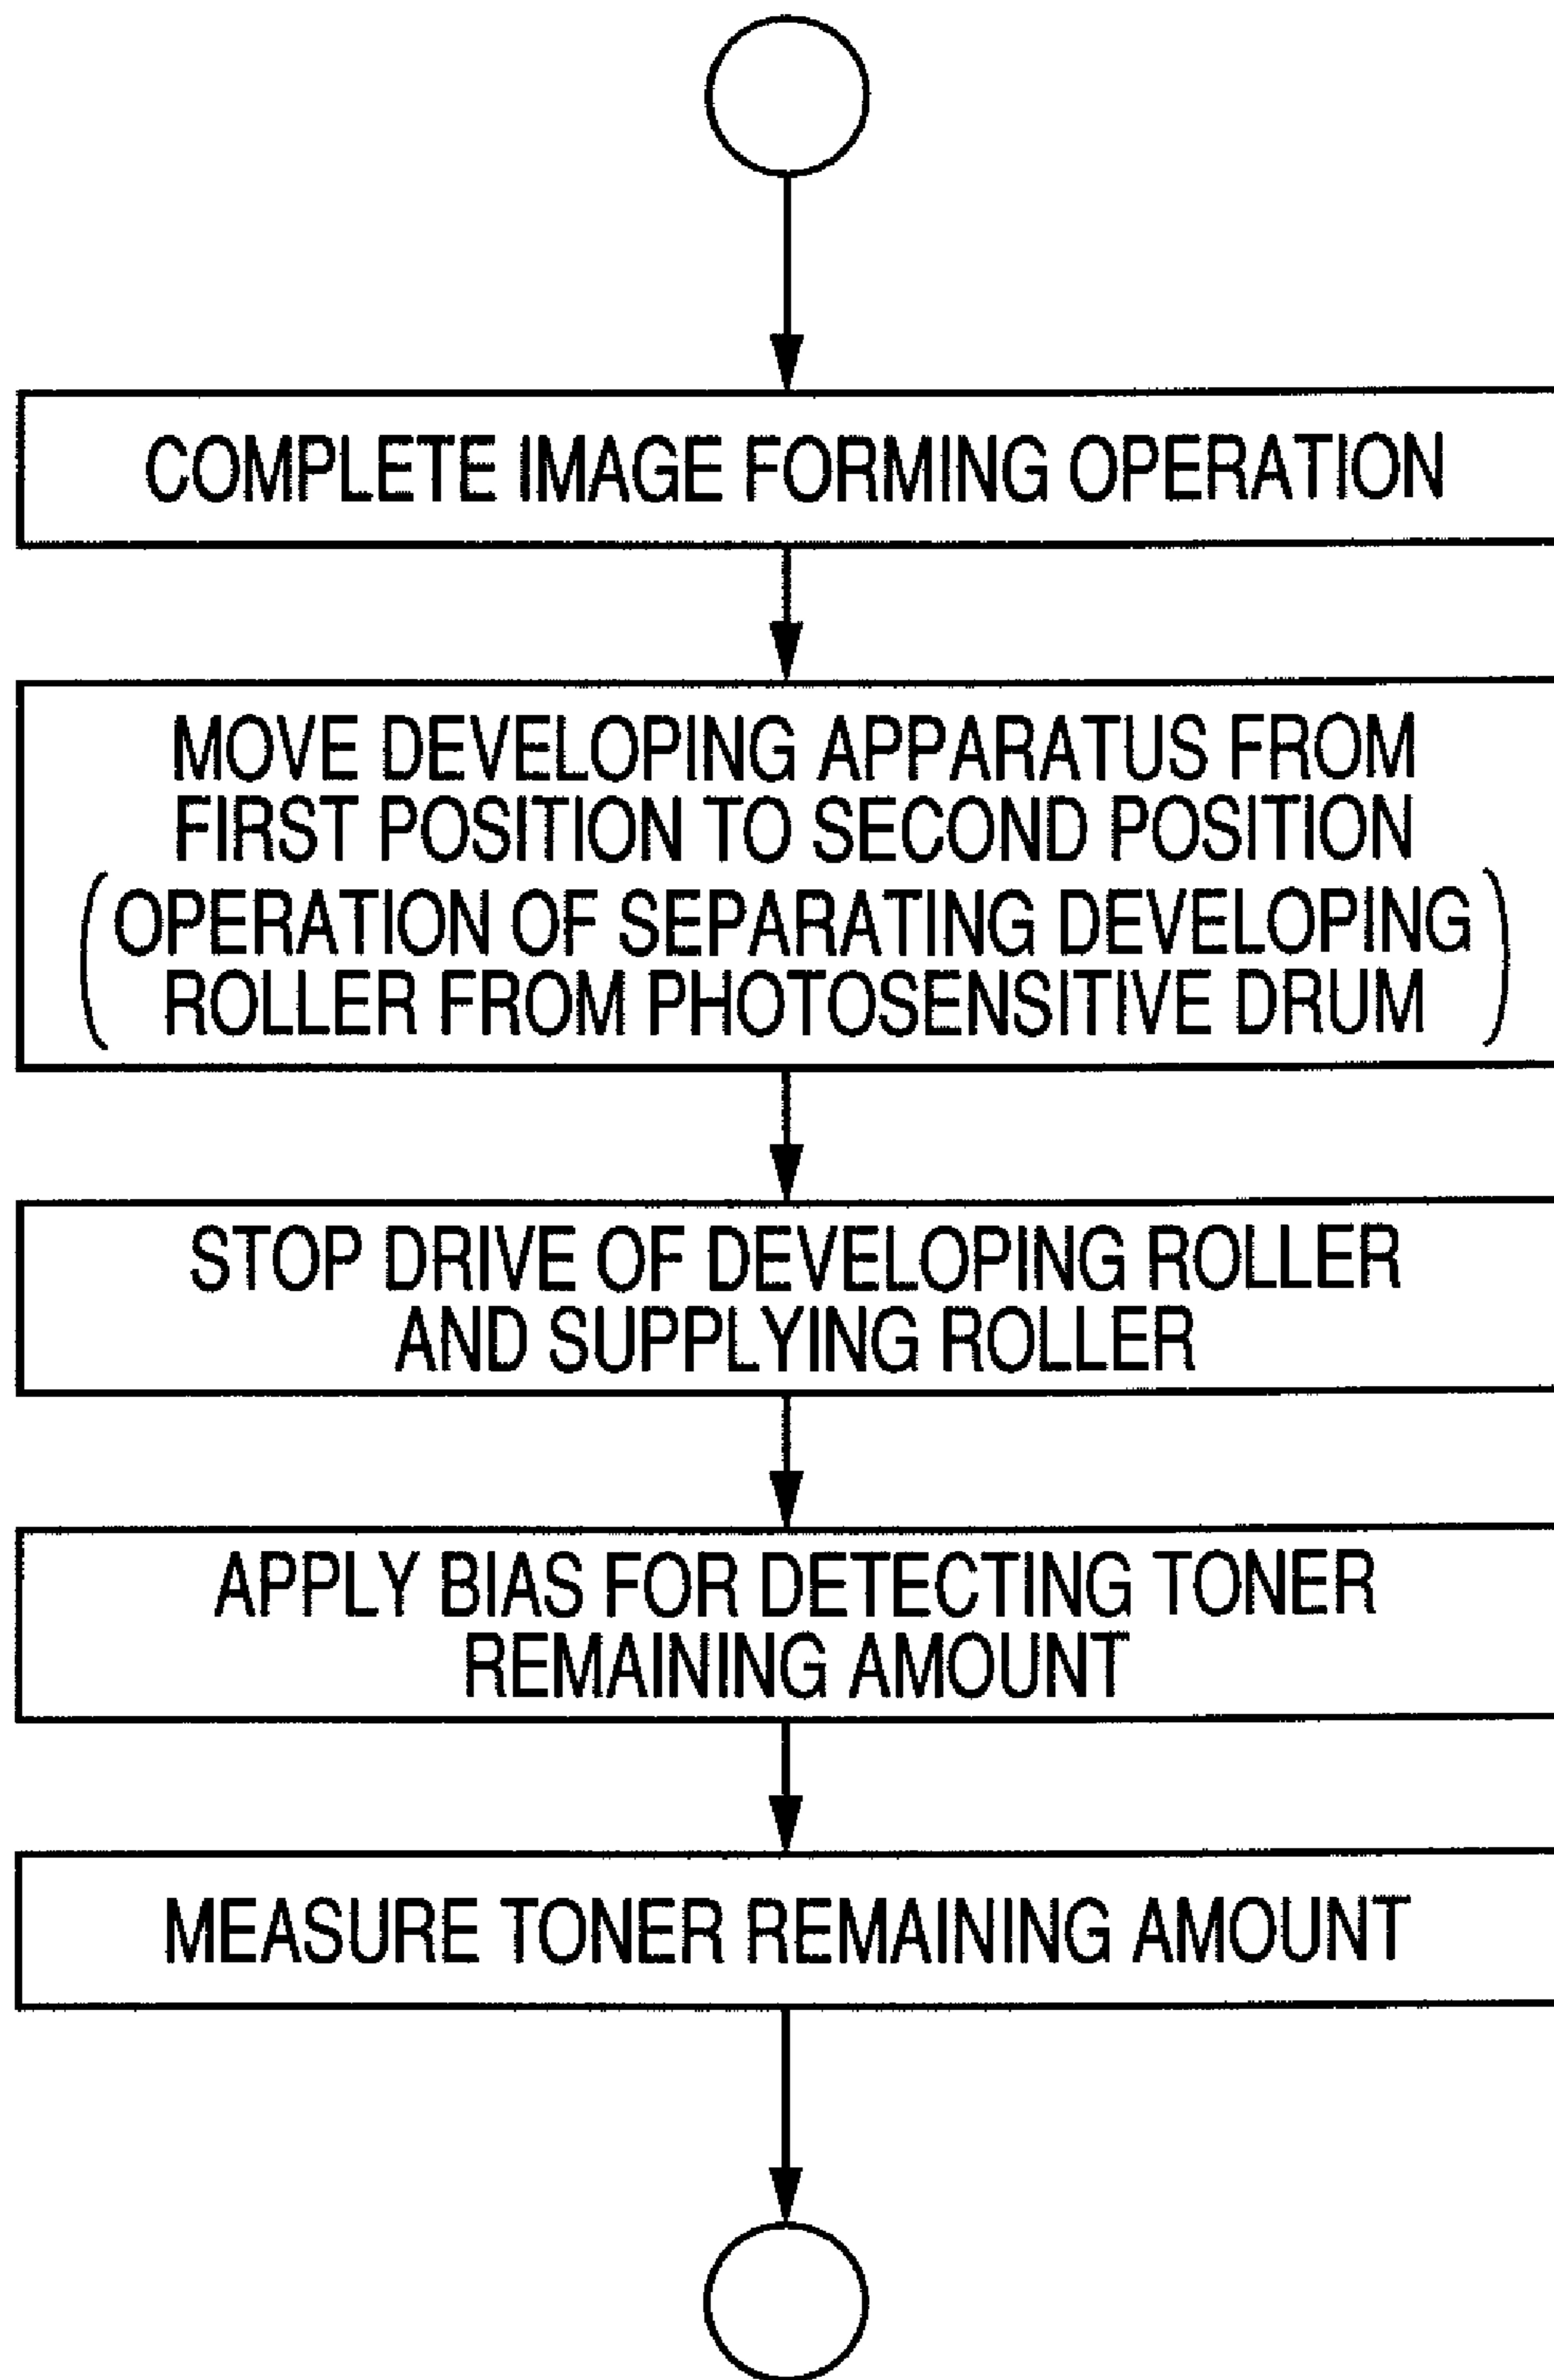 COMPLETE IMAGE FORMING OPERATION
MOVE DEVELOPING APPARATUS FROM
FIRST POSITION TO SECOND POSITION
(OPERATION OF SEPARATING DEVELOPING
ROLLER FROM PHOTOSENSITIVE DRUM)
STOP DRIVE OF DEVELOPING ROLLER
AND SUPPLYING ROLLER
APPLY BIAS FOR DETECTING TONER
REMAINING AMOUNT
MEASURE TONER REMAINING AMOUNT